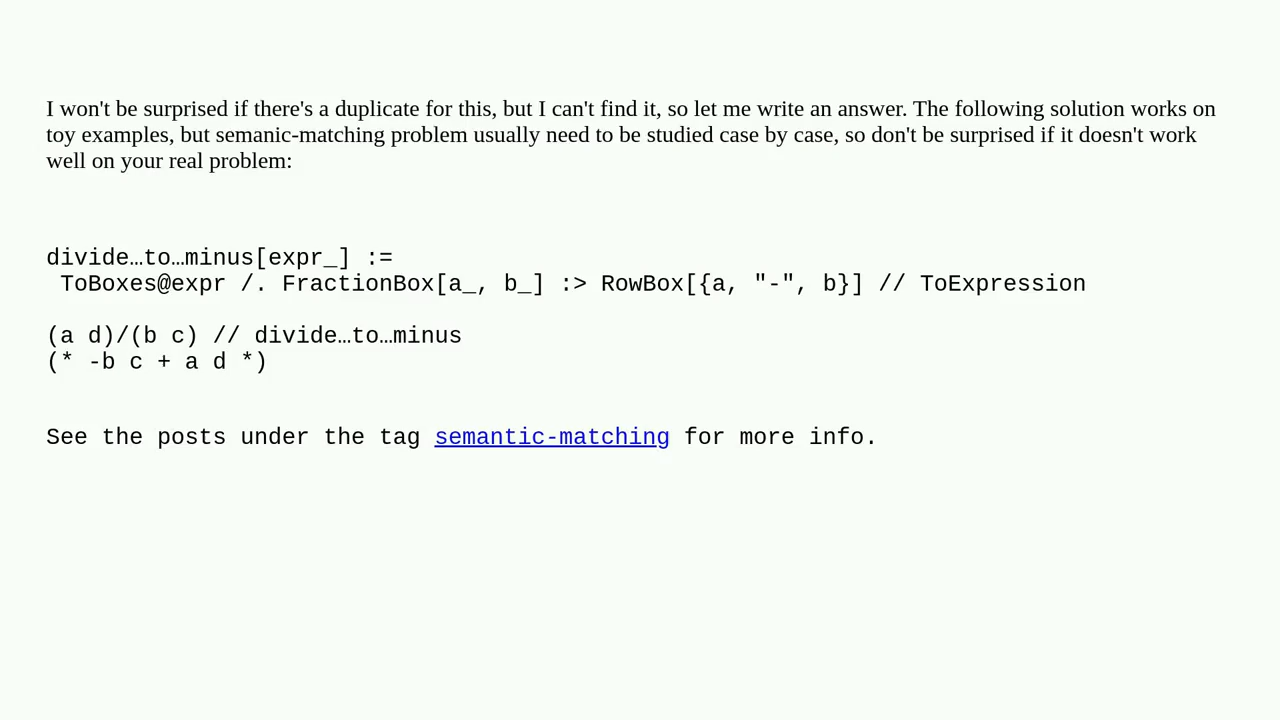 I won't be surprised if there's a duplicate for this, but I can't find it, so let me write an answer. The following solution works on
toy examples, but semanic-matching problem usually need to be studied case by case, so don't be surprised if it doesn't work
well on your real problem:
divide…to…minus[expr_] :=
 ToBoxes@expr /. FractionBox[a_, b_] :> RowBox[{a, "-", b}] // ToExpression
(a d)/(b c) // divide…to…minus
(* -b c + a d *)
See the posts under the tag semantic-matching for more info.